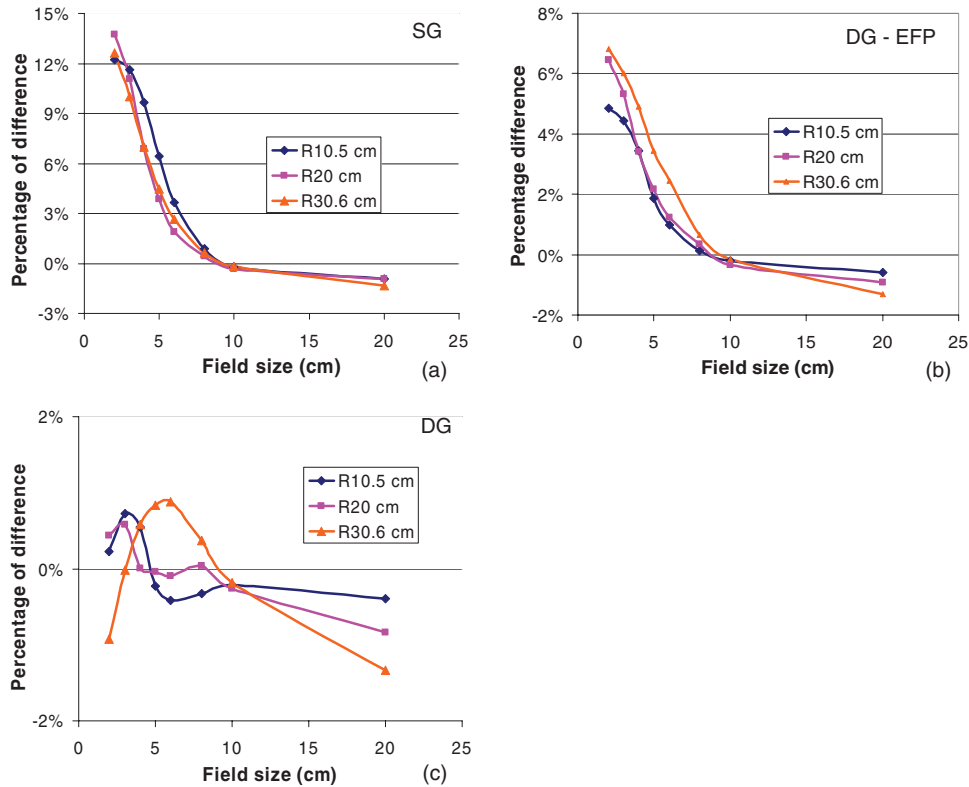 15%
12%
9%
6%
3%
0%
-3%
Percentage of difference
SG
R10.5 cm
R20 cm
R30.6 cm
0 5 10 15 20 25
Field size (cm)
(a)
8%
6%
4%
2%
0%
-2%
Percentage difference
DG - EFP
R10.5 cm
R20 cm
R30.6 cm
0 5 10 15 20 25
Field size (cm)
(b)
2%
0%
-2%
Percentage of difference
DG
R10.5 cm
R20 cm
R30.6 cm
0 5 10 15 20 25
Field size (cm)
(c)